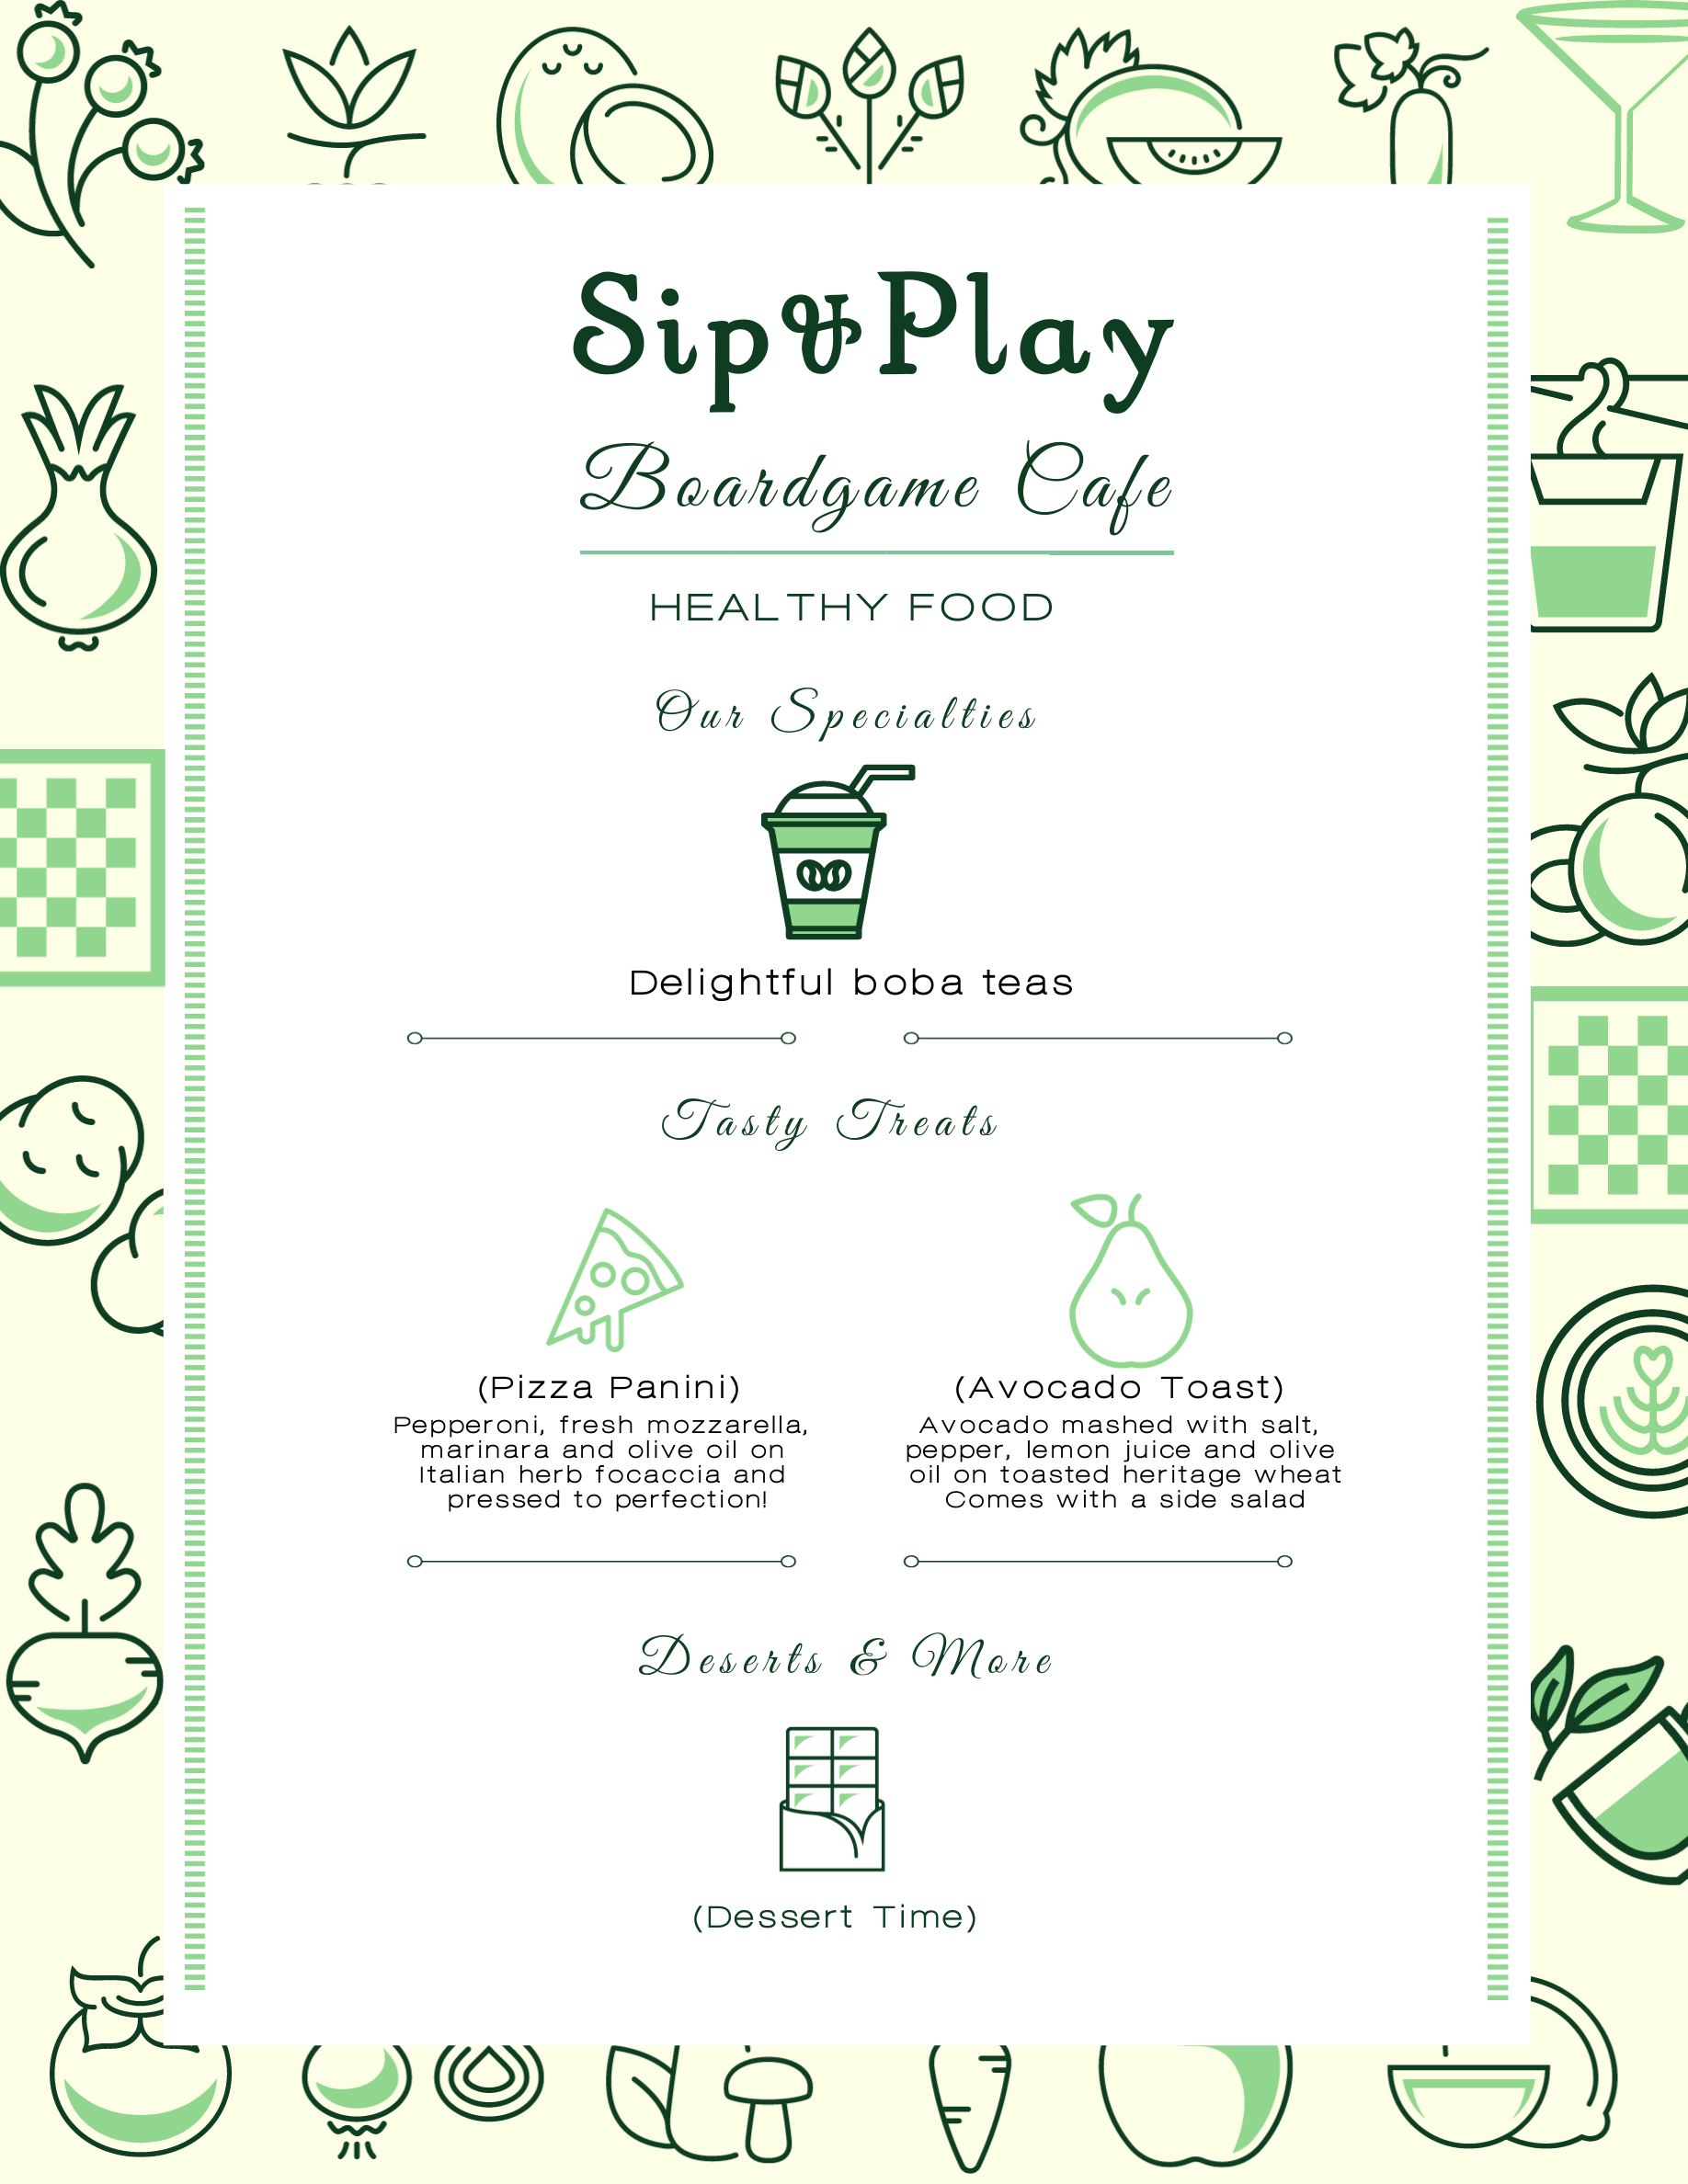 Sip & Play
Boardgame Cafe
HEALTHY FOOD
Our Specialties
Delightful boba teas
Tasty Treats
(Pizza Panini)
Pepperoni, fresh mozzarella,
marinara and olive oil on
Italian herb focaccia and
pressed to perfection!
(Avocado Toast)
Avocado mashed with salt,
pepper, lemon juice and olive
oil on toasted heritage wheat
Comes with a side salad
Deserts & More
(Dessert Time)